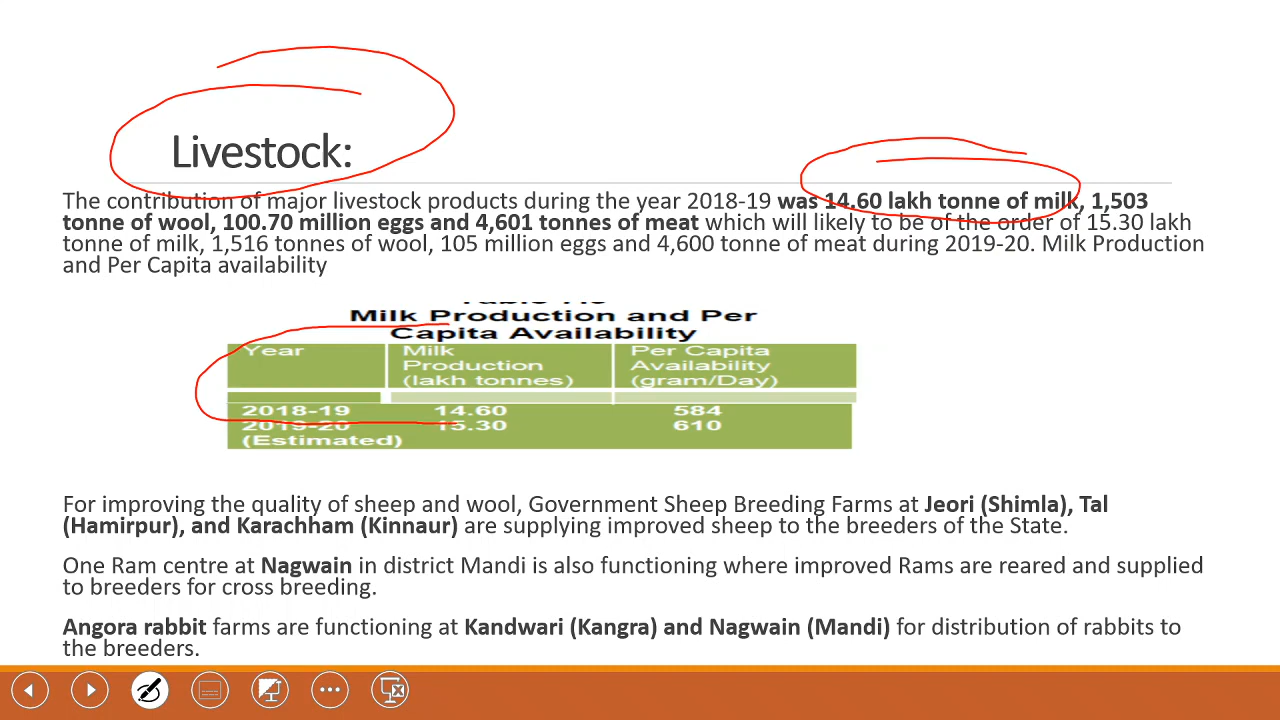 Livestock:
The contribution of major livestock products during the year 2018-19 was 14.60 lakh tonne of milk, 1,503
tonne of wool, 100.70 million eggs and 4,601 tonnes of meat which will likely to be of the order of 15.30 lakh
tonne of milk, 1,516 tonnes of wool, 105 million eggs and 4,600 tonne of meat during 2019-20. Milk Production
and Per Capita availability
Milk Production and Per
Capita Availability
Year Milk Production (lakh tonnes) Per Capita Availability (gram/Day)
2018-19 14.60 584
2019-20 15.30 610
(Estimated)
For improving the quality of sheep and wool, Government Sheep Breeding Farms at Jeori (Shimla), Tal
(Hamirpur), and Karachham (Kinnaur) are supplying improved sheep to the breeders of the State.
One Ram centre at Nagwain in district Mandi is also functioning where improved Rams are reared and supplied
to breeders for cross breeding.
Angora rabbit farms are functioning at Kandwari (Kangra) and Nagwain (Mandi) for distribution of rabbits to
the breeders.